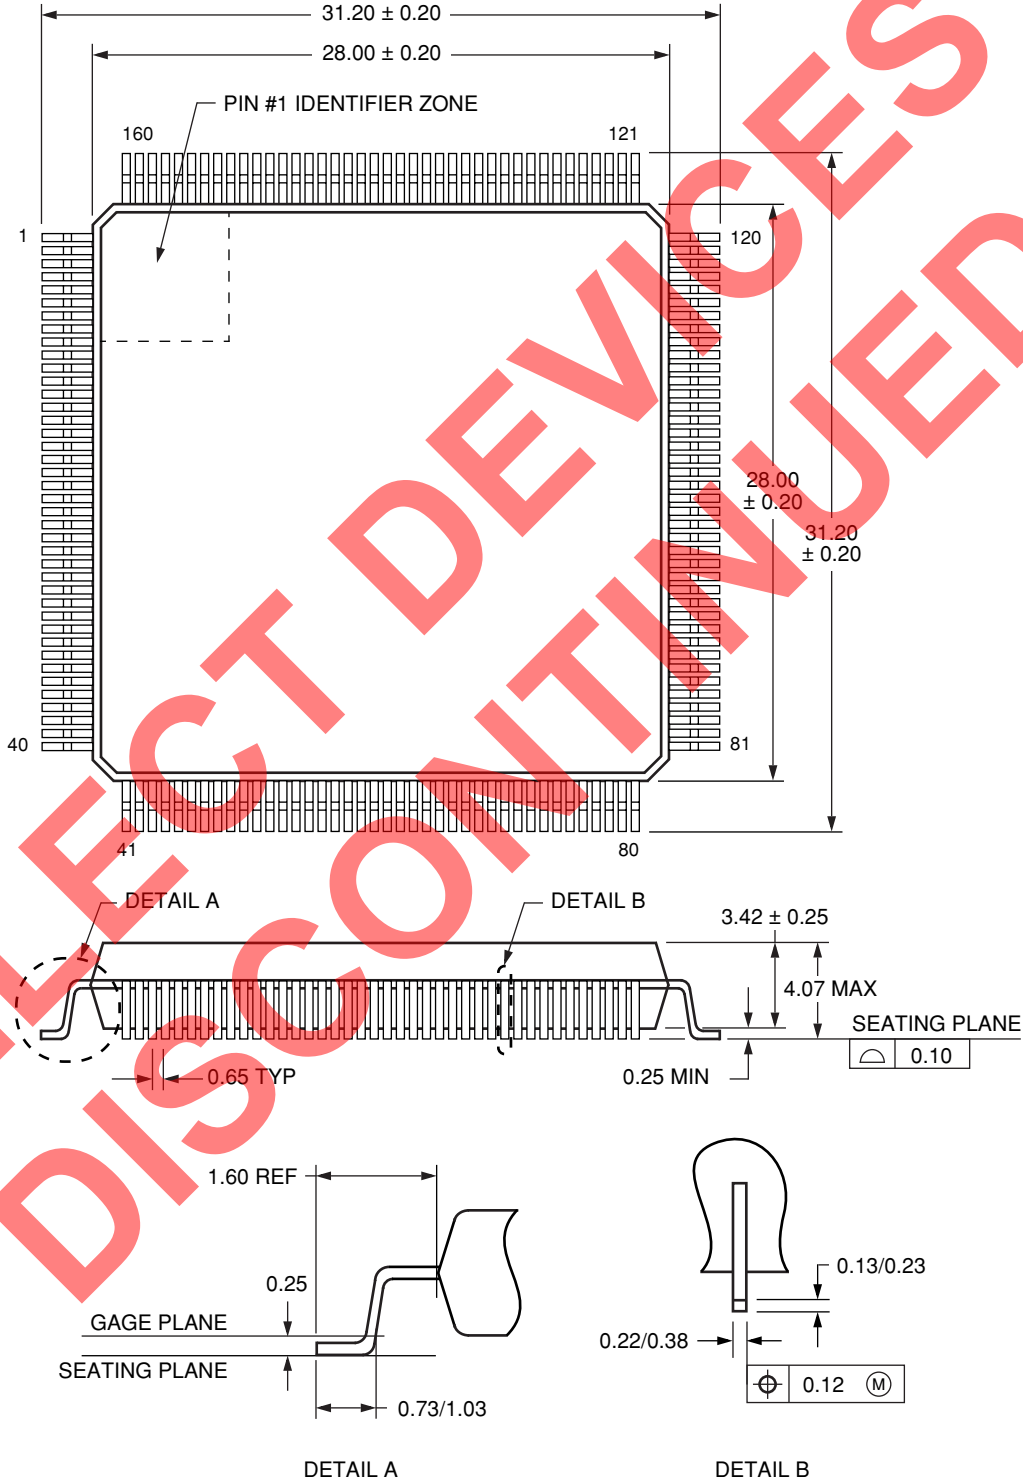 31.20 ± 0.20
28.00 ± 0.20
PIN #1 IDENTIFIER ZONE
160
121
1
120
28.00
± 0.20
31.20
± 0.20
40
81
41
80
DETAIL A
DETAIL B
3.42 ± 0.25
4.07 MAX
SEATING PLANE
0.10
0.65 TYP
0.25 MIN
1.60 REF
0.25
GAGE PLANE
SEATING PLANE
0.73/1.03
0.13/0.23
0.22/0.38
0.12 Ⓜ
DETAIL A
DETAIL B
SELECT DEVICES
DISCONTINUED